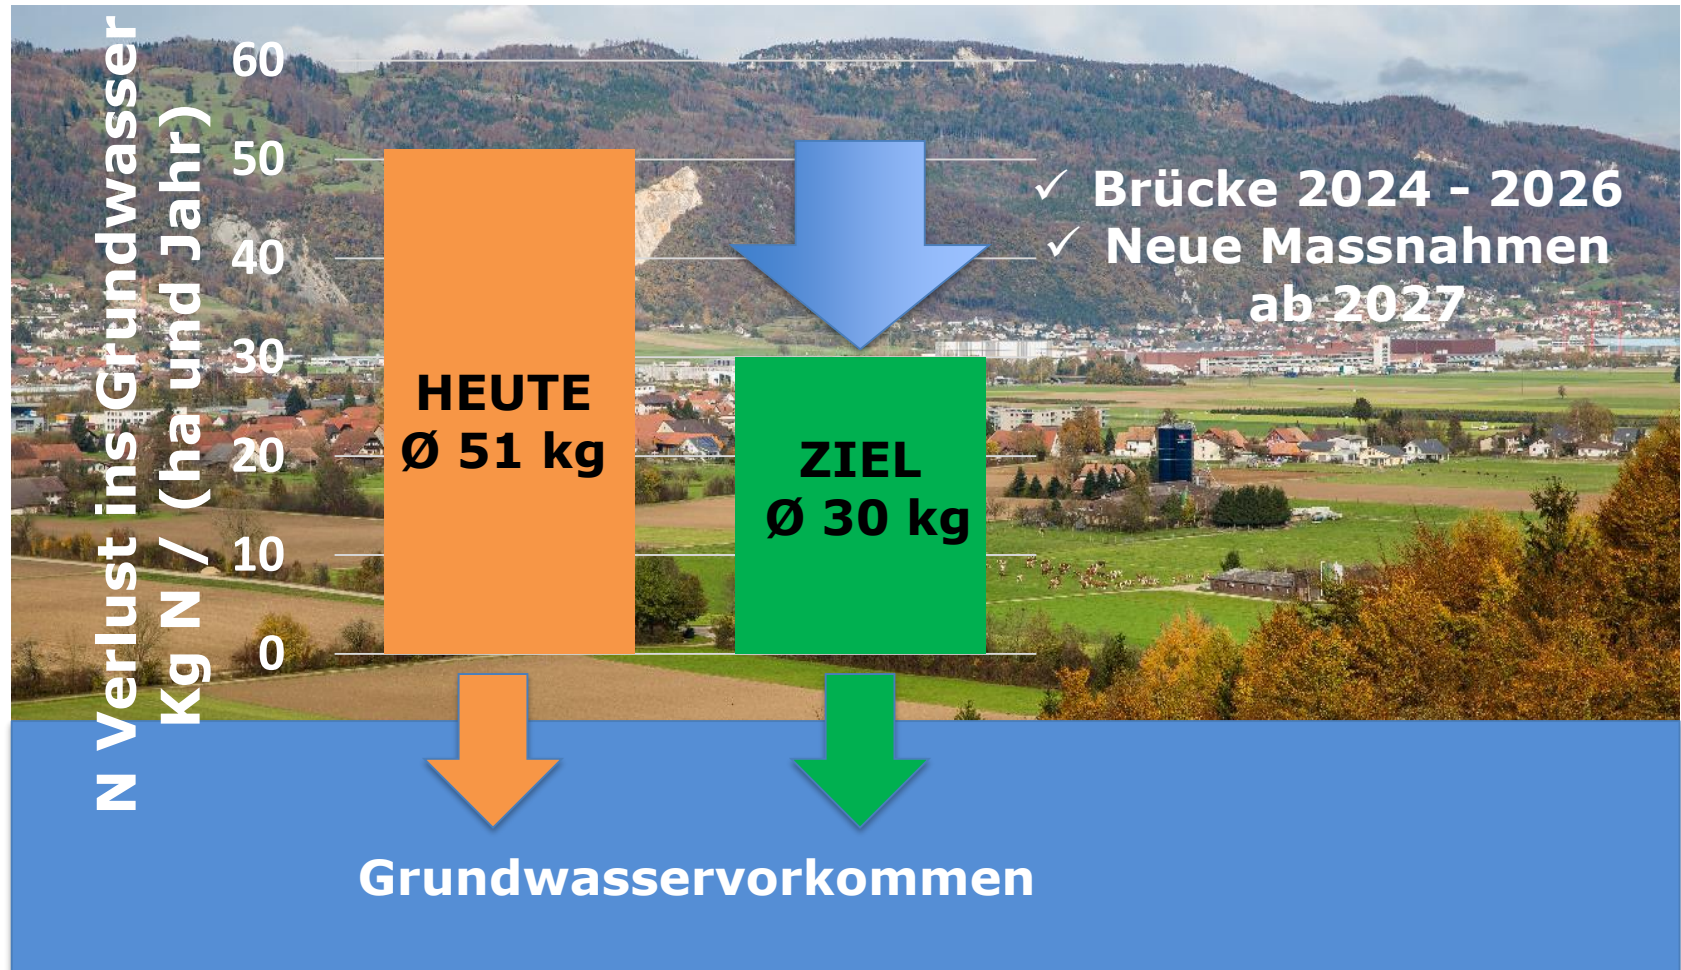 N Verlust ins Grundwasser
Kg N / (ha und Jahr)
60
50
40
30
20
10
0
HEUTE
Ø 51 kg
ZIEL
Ø 30 kg
✓ Brücke 2024 - 2026
✓ Neue Massnahmen
ab 2027
Grundwasservorkommen